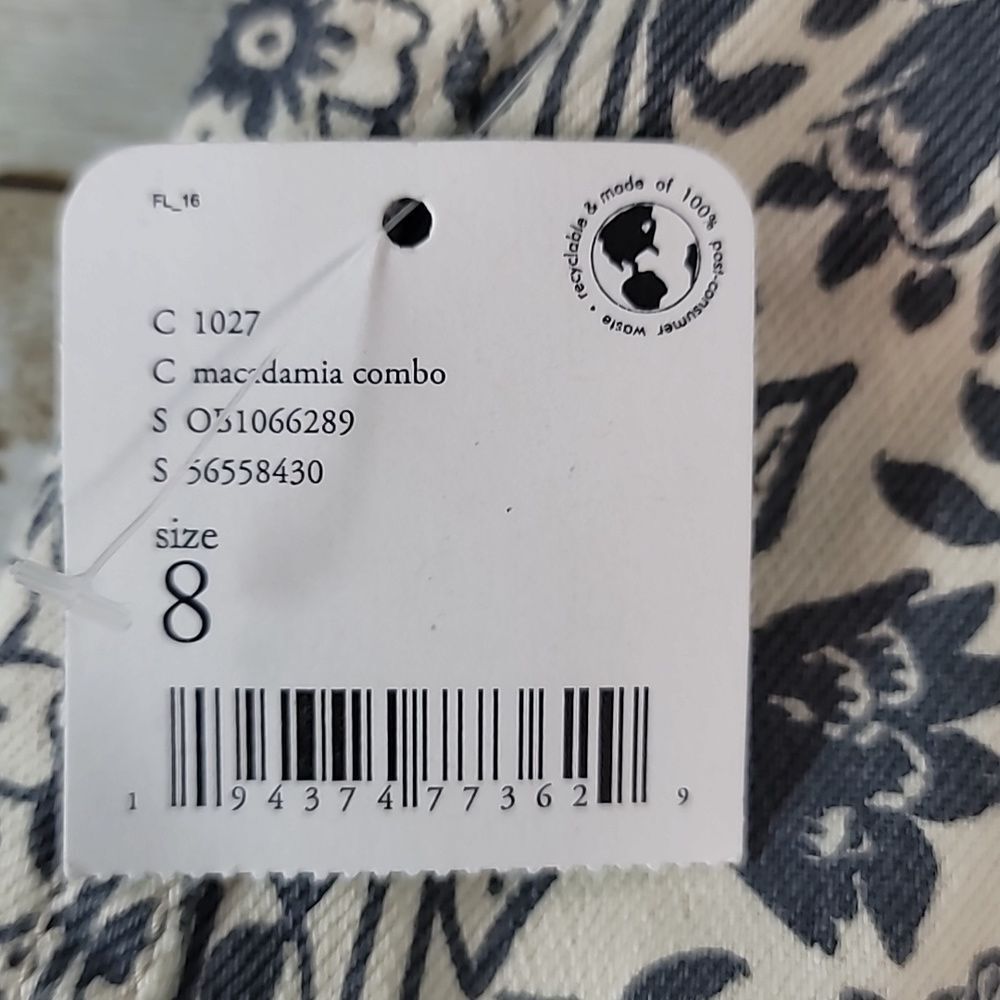 FL_16
recyclable & made of 100% post-consumer waste •
C 1027
C macadamia combo
S OB1066289
S 56558430
size
8
1 94374 77362 9